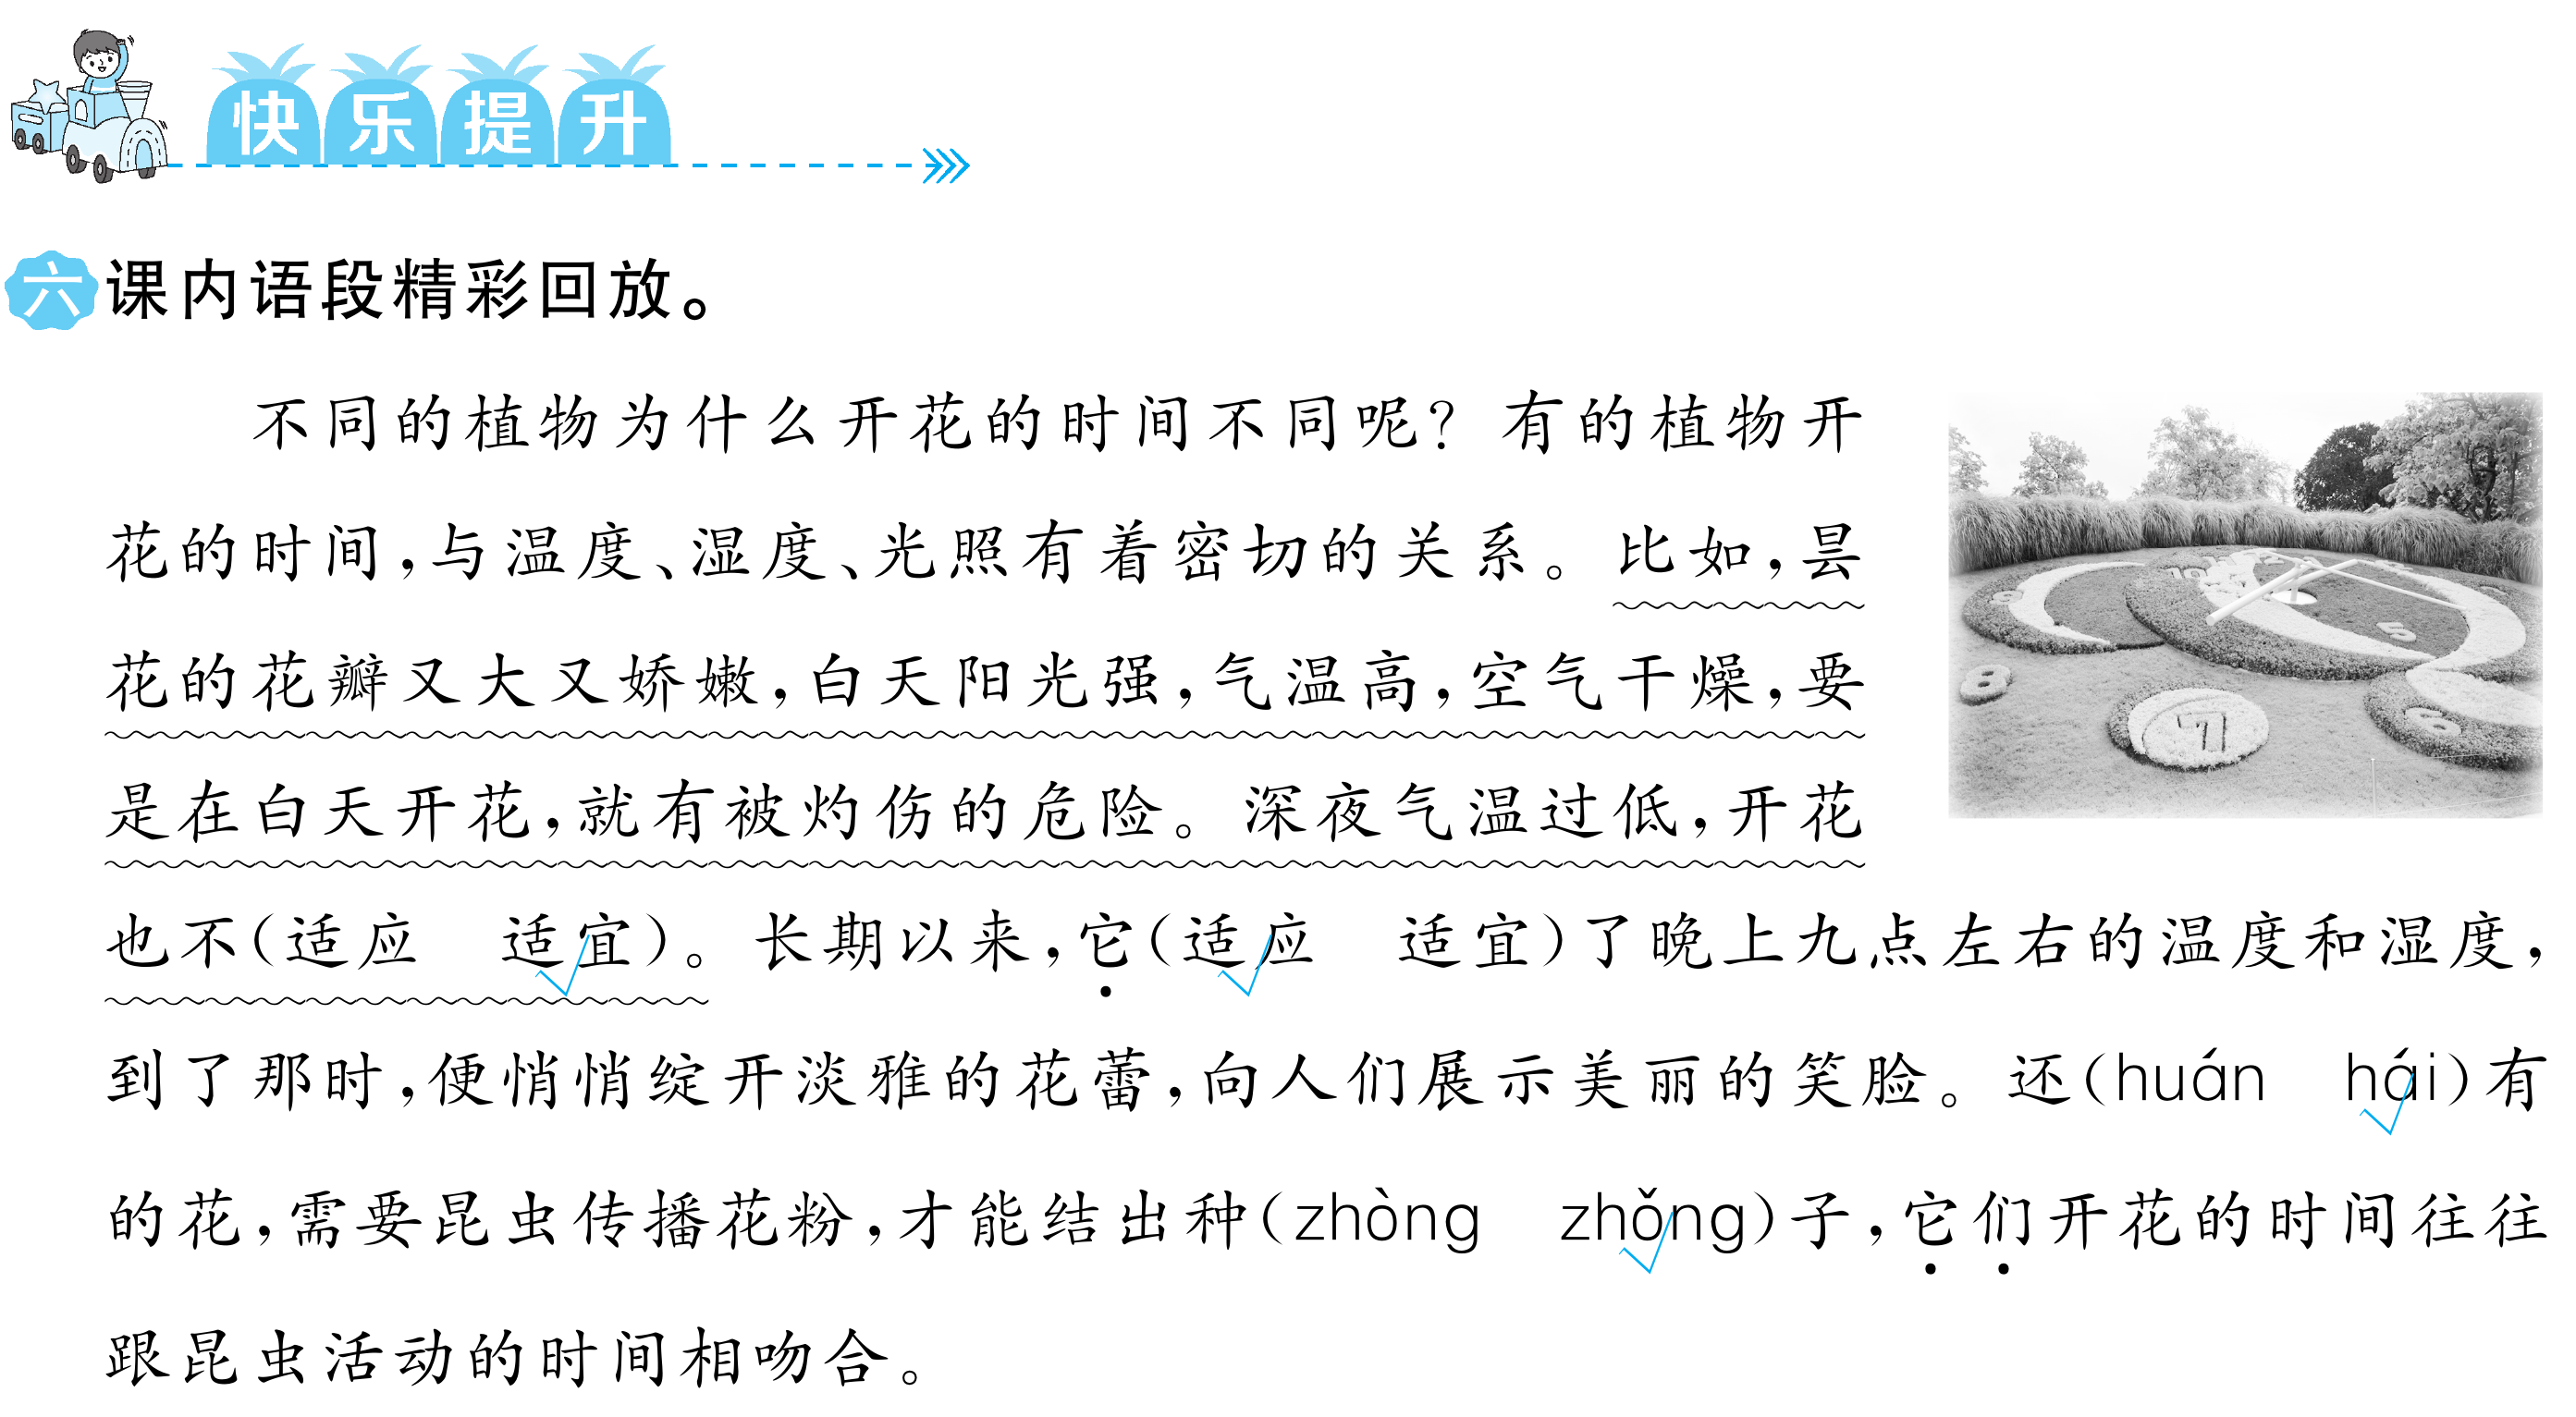 快乐提升
六 课内语段精彩回放。
不同的植物为什么开花的时间不同呢？有的植物开
花的时间，与温度、湿度、光照有着密切的关系。比如，昙
花的花瓣又大又娇嫩，白天阳光强，气温高，空气干燥，要
是在白天开花，就有被灼伤的危险。深夜气温过低，开花
也不（适应 适宜）。长期以来，它（适应 适宜）了晚上九点左右的温度和湿度，
到了那时，便悄悄绽开淡雅的花蕾，向人们展示美丽的笑脸。还（huán hái）有
的花，需要昆虫传播花粉，才能结出种（zhòng zhǒng）子，它们开花的时间往往
跟昆虫活动的时间相吻合。
10
9
5
8
7
6